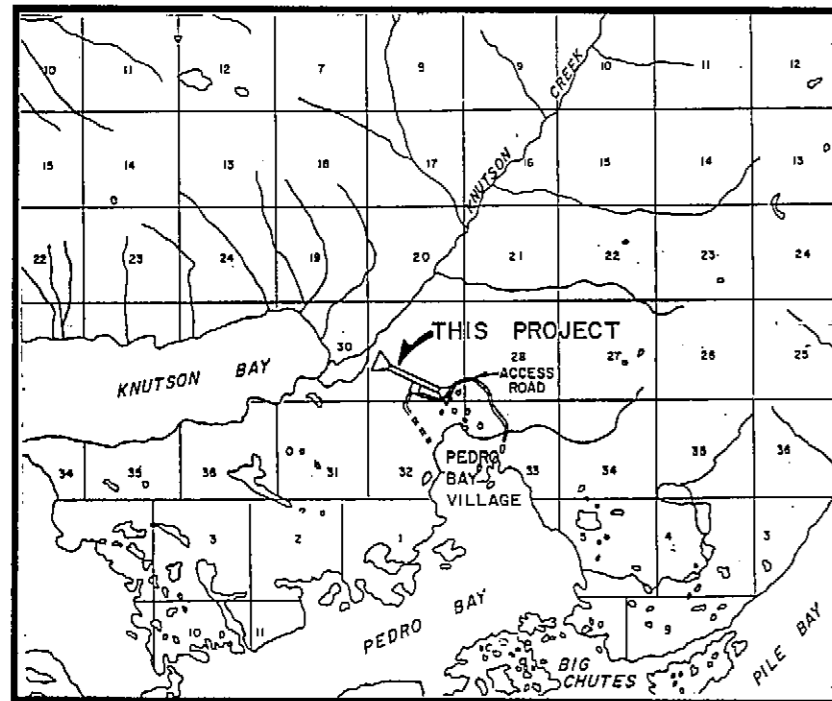 10 11 12 7 8 9 10 11 12
CREEK
15 14 13 18 17 16 15 14 13
KNUTSON
22 23 24 19 20 21 22 23 24
30 THIS PROJECT
28 27 26 25
KNUTSON BAY
ACCESS
ROAD
34 35 36 31 32 33 34 35 36
PEDRO
BAY
VILLAGE
3 2 1 5 4 3
10 11 9
PEDRO BAY
BIG
CHUTES
PILE BAY